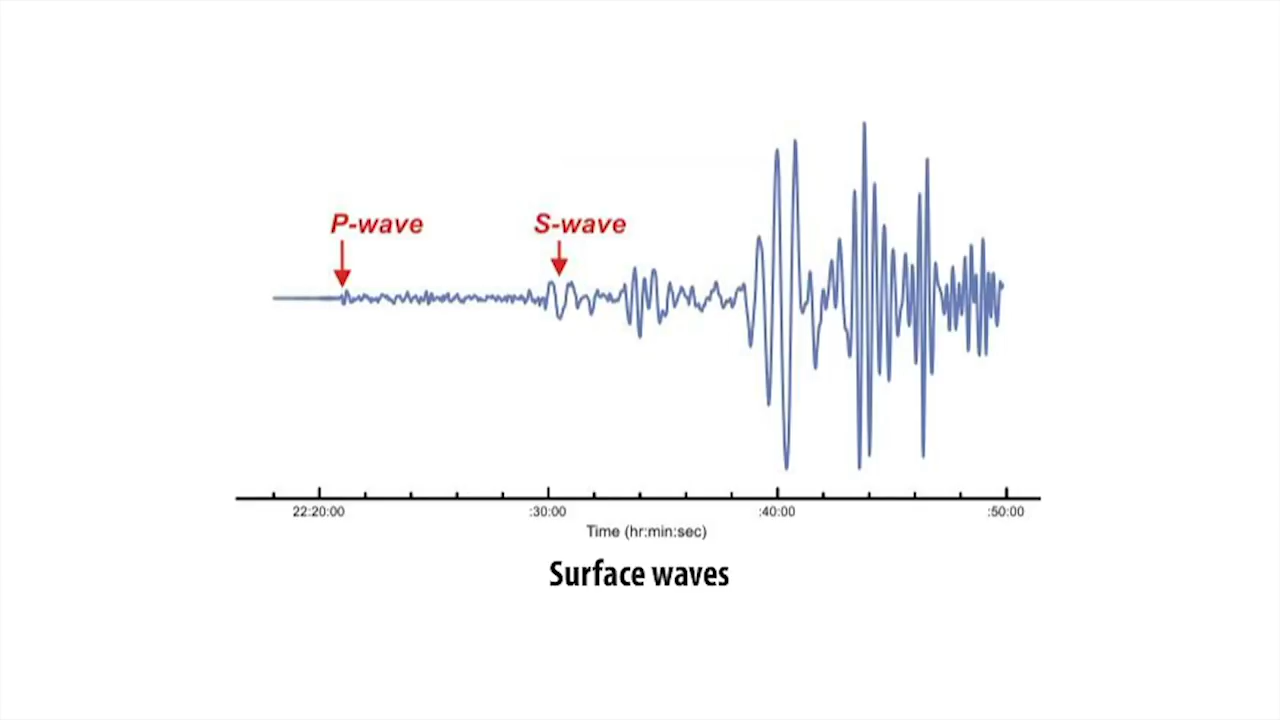 P-wave
S-wave
22:20:00
:30:00
:40:00
:50:00
Time (hr:min:sec)
Surface waves